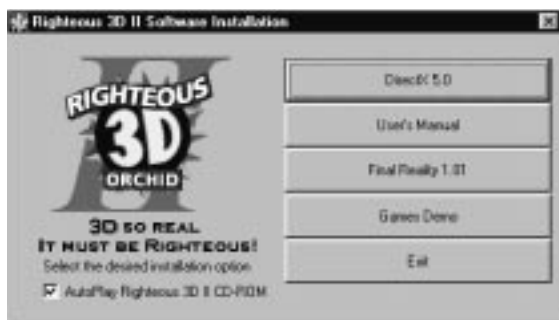 Righteous 3D II Software Installation
RIGHTEOUS
3D
ORCHID
3D SO REAL
IT MUST BE RIGHTEOUS!
Select the desired installation option
AutoPlay Righteous 3D II CD-ROM
DirectX 5.0
User's Manual
Final Reality 1.01
Games Demo
Exit